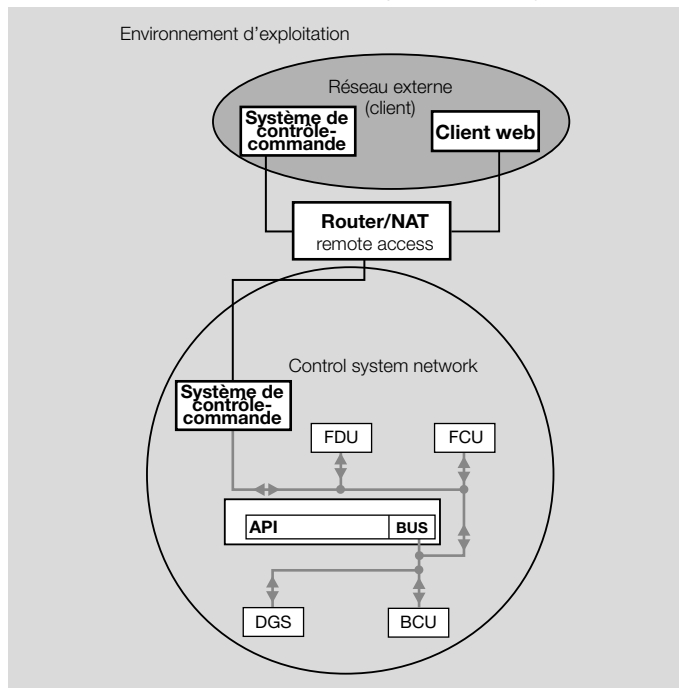 Environnement d'exploitation
Réseau externe
(client)
Système de
contrôle-
commande
Client web
Router/NAT
remote access
Control system network
Système de
contrôle-
commande
FDU
FCU
API
BUS
DGS
BCU